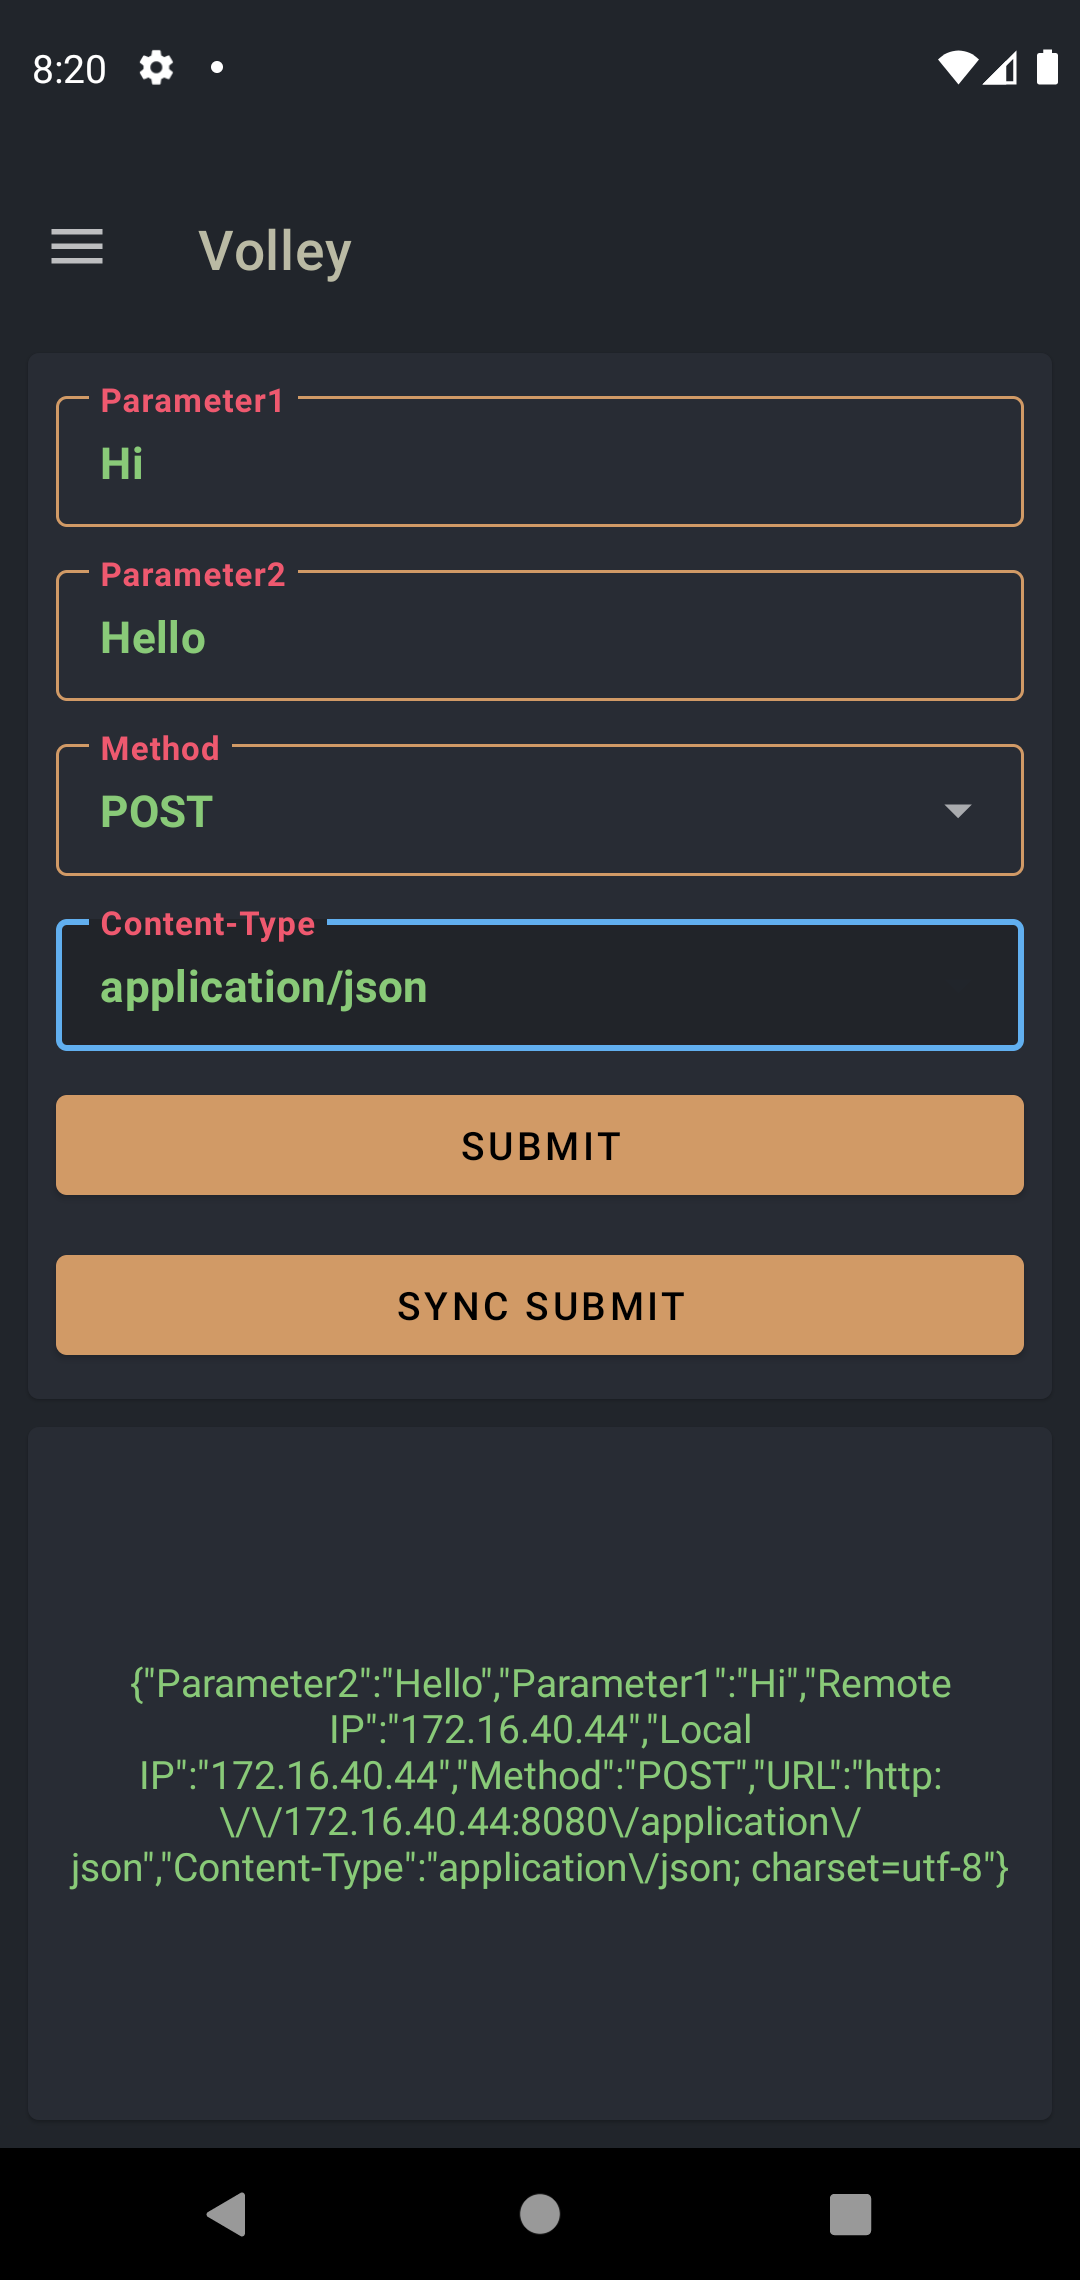 8:20
Volley
Parameter1
Hi
Parameter2
Hello
Method
POST
Content-Type
application/json
SUBMIT
SYNC SUBMIT
{"Parameter2":"Hello","Parameter1":"Hi","Remote
IP":"172.16.40.44","Local
IP":"172.16.40.44","Method":"POST","URL":"http:
\/\/172.16.40.44:8080\/application\/
json","Content-Type":"application\/json; charset=utf-8"}